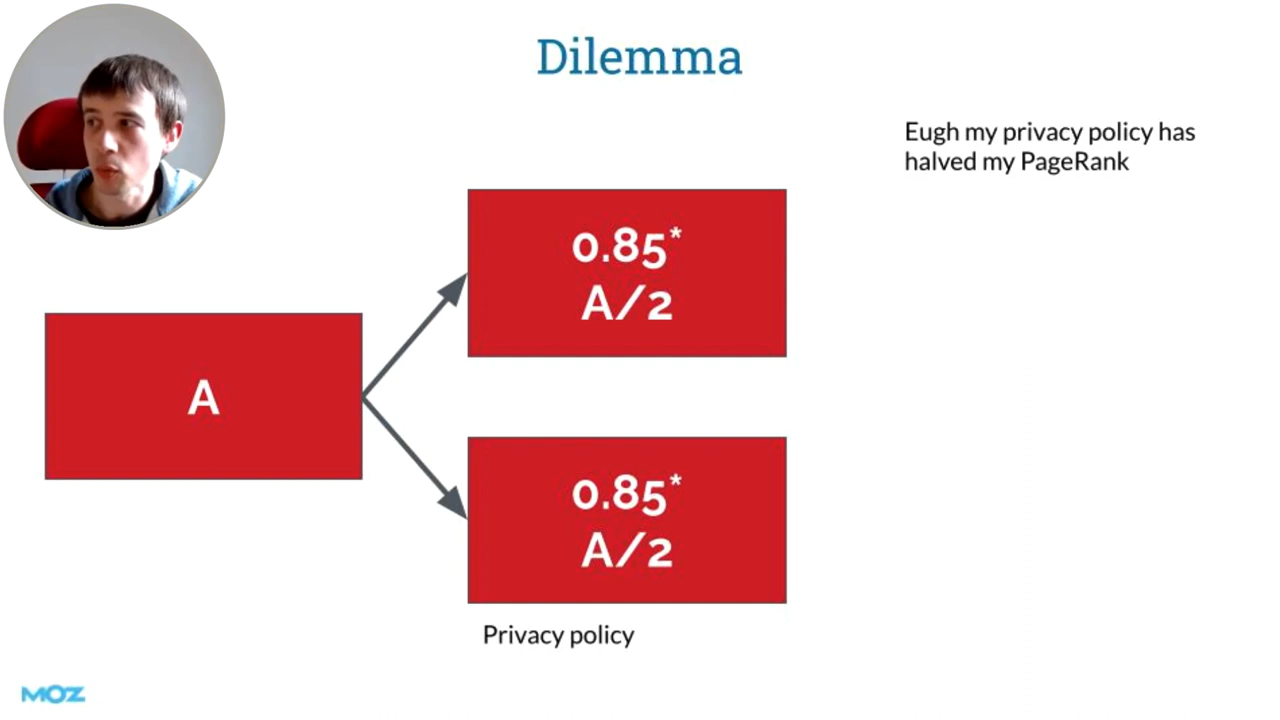 Dilemma
Eugh my privacy policy has
halved my PageRank
0.85*
A/2
A
0.85*
A/2
Privacy policy
MOZ